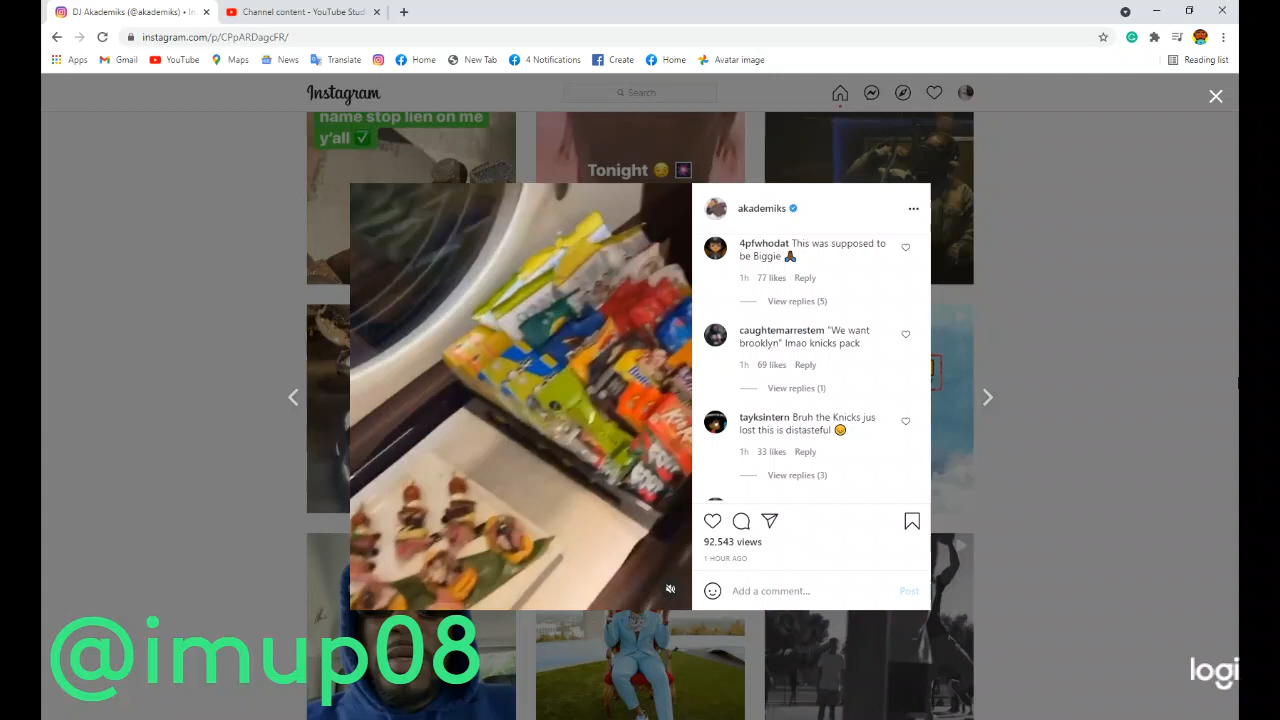 DJ Akademiks (@akademiks) • In
Channel content - YouTube Stud
instagram.com/p/CPpARDagcFR/
Apps
Gmail
YouTube
Maps
News
Translate
Home
New Tab
4 Notifications
Create
Home
Avatar image
Reading list
Instagram
Search
name stop lien on me
y'all
Tonight
akademiks
4pfwhodat This was supposed to
be Biggie
1h 77 likes Reply
View replies (5)
caughtemarrestem "We want
brooklyn" lmao knicks pack
1h 69 likes Reply
View replies (1)
tayksintern Bruh the Knicks jus
lost this is distasteful
1h 33 likes Reply
View replies (3)
92,543 views
1 HOUR AGO
Add a comment...
Post
@imup08
logi